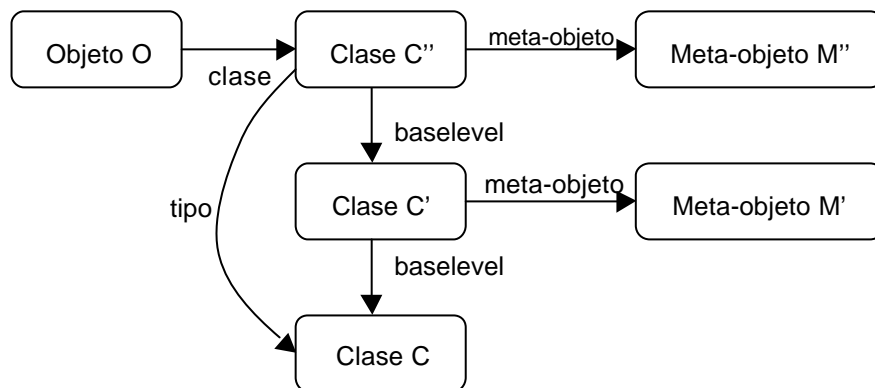 Objeto O
clase
Clase C''
meta-objeto
Meta-objeto M''
baselevel
tipo
Clase C'
meta-objeto
Meta-objeto M'
baselevel
Clase C